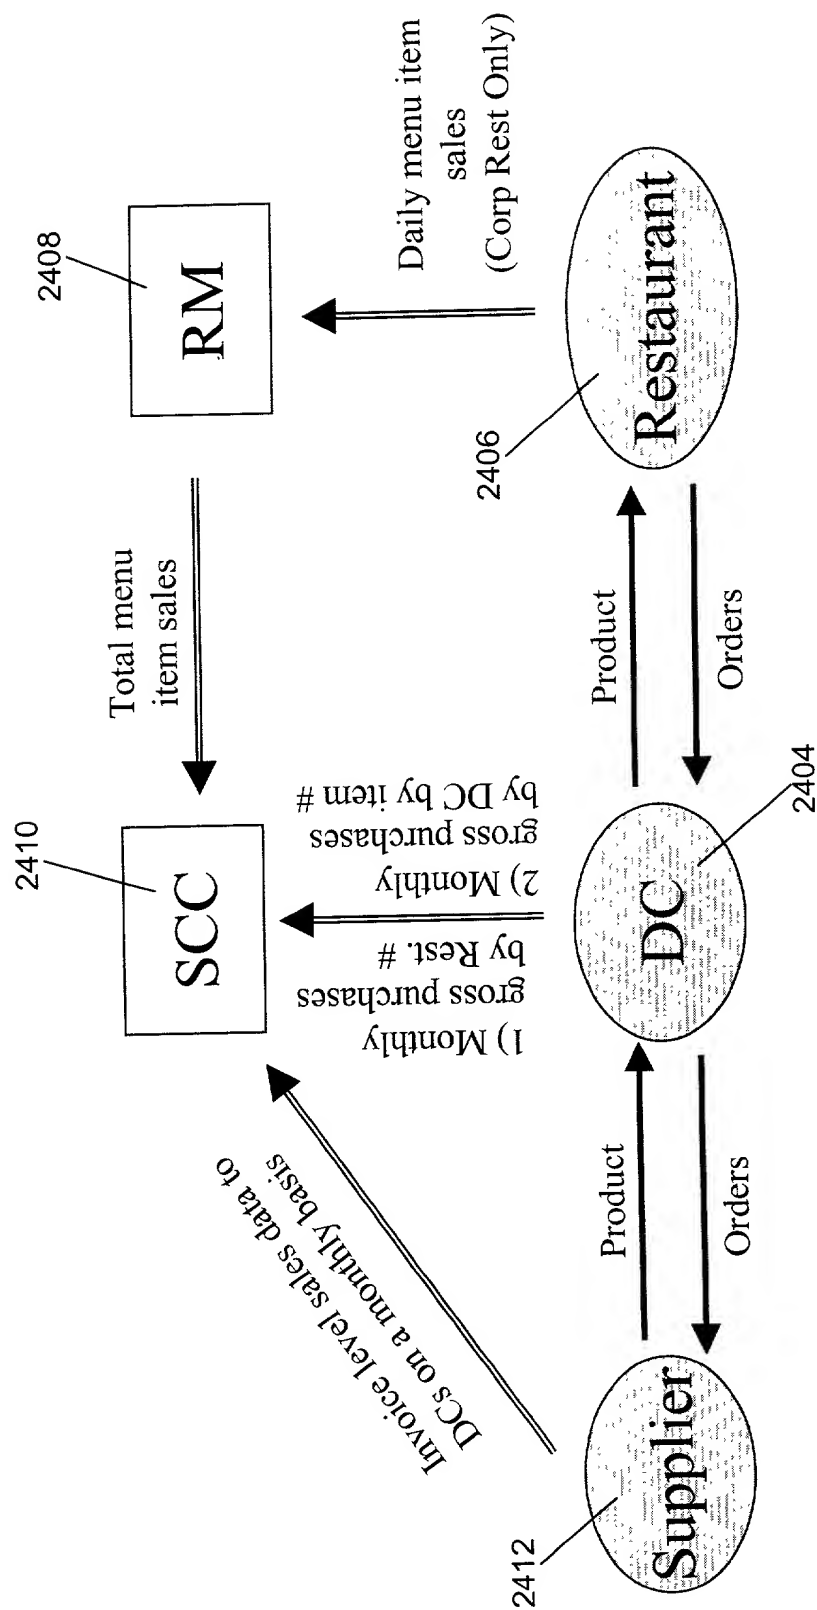 2410
SCC
Total menu
item sales
2408
RM
Invoice level sales data to
DCs on a monthly basis
1) Monthly
gross purchases
by Rest. #
2) Monthly
gross purchases
by DC by item #
Daily menu item
sales
(Corp Rest Only)
2412
Supplier
Product
Orders
DC
2404
Product
Orders
2406
Restaurant